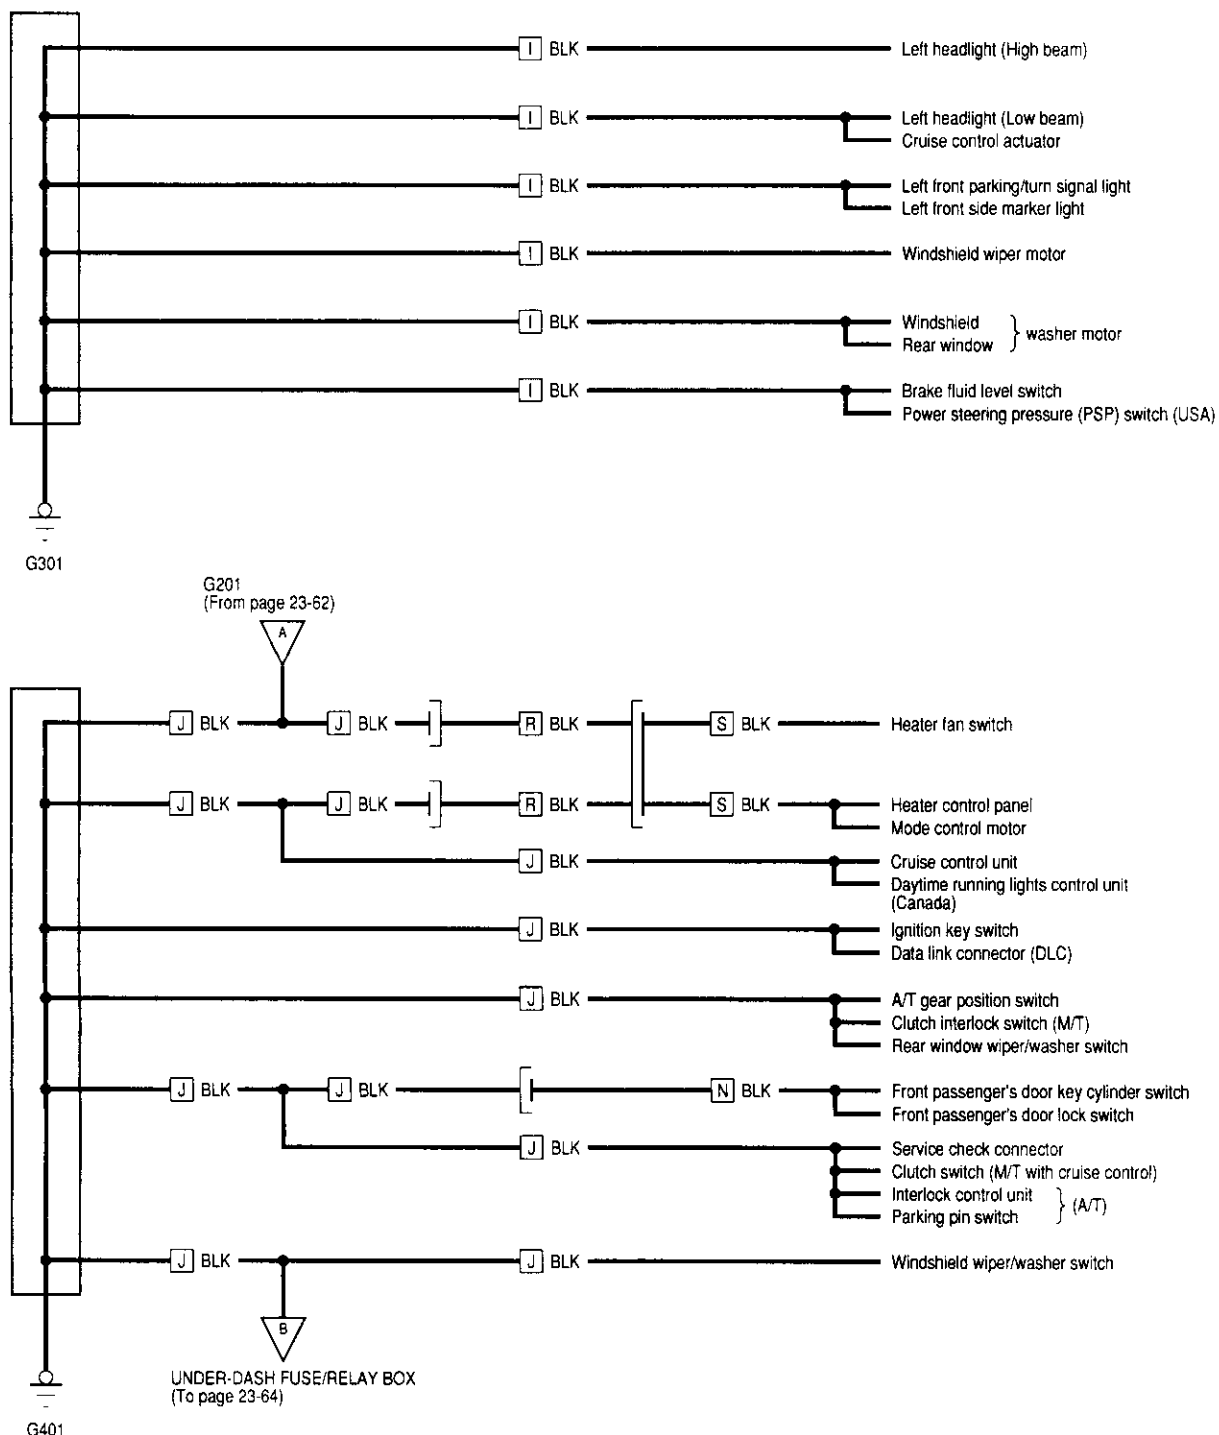 I BLK Left headlight (High beam)
I BLK Left headlight (Low beam)
Cruise control actuator
I BLK Left front parking/turn signal light
Left front side marker light
I BLK Windshield wiper motor
I BLK Windshield
Rear window } washer motor
I BLK Brake fluid level switch
Power steering pressure (PSP) switch (USA)
G301
G201
(From page 23-62)
A
J BLK J BLK R BLK S BLK Heater fan switch
J BLK J BLK R BLK S BLK Heater control panel
Mode control motor
J BLK Cruise control unit
Daytime running lights control unit
(Canada)
J BLK Ignition key switch
Data link connector (DLC)
J BLK A/T gear position switch
Clutch interlock switch (M/T)
Rear window wiper/washer switch
J BLK J BLK N BLK Front passenger's door key cylinder switch
Front passenger's door lock switch
J BLK Service check connector
Clutch switch (M/T with cruise control)
Interlock control unit
Parking pin switch } (A/T)
J BLK J BLK Windshield wiper/washer switch
B
UNDER-DASH FUSE/RELAY BOX
(To page 23-64)
G401